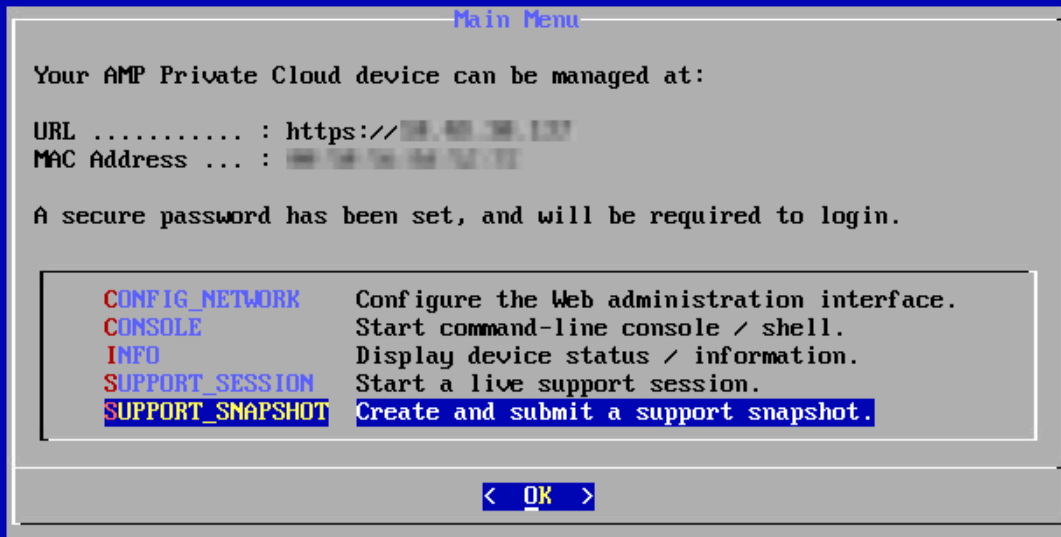 Main Menu
Your AMP Private Cloud device can be managed at:
URL ........... : https://
MAC Address ... :
A secure password has been set, and will be required to login.
CONFIG_NETWORK Configure the Web administration interface.
CONSOLE Start command-line console / shell.
INFO Display device status / information.
SUPPORT_SESSION Start a live support session.
SUPPORT_SNAPSHOT Create and submit a support snapshot.
< OK >